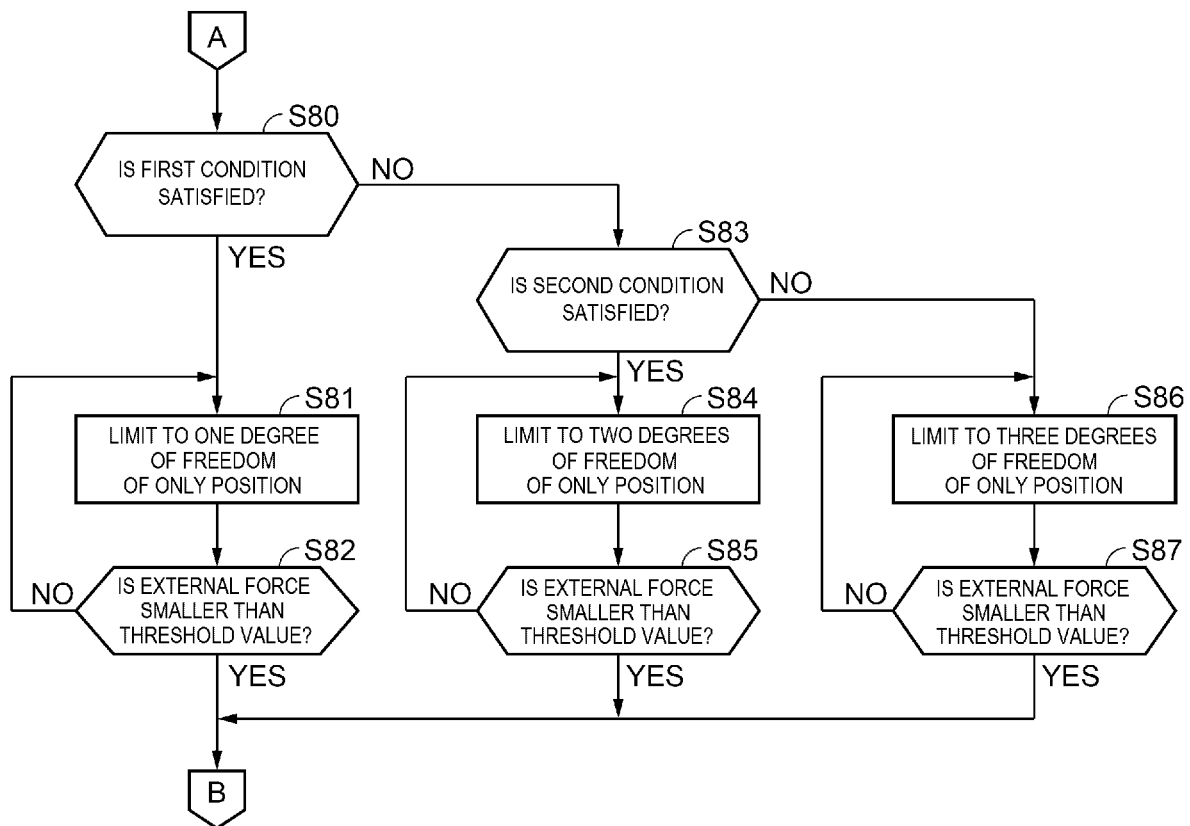 A
S80
IS FIRST CONDITION
SATISFIED?
NO
YES
S83
IS SECOND CONDITION
SATISFIED?
NO
YES
S81
LIMIT TO ONE DEGREE
OF FREEDOM
OF ONLY POSITION
S84
LIMIT TO TWO DEGREES
OF FREEDOM
OF ONLY POSITION
S86
LIMIT TO THREE DEGREES
OF FREEDOM
OF ONLY POSITION
S82
IS EXTERNAL FORCE
SMALLER THAN
THRESHOLD VALUE?
NO
YES
S85
IS EXTERNAL FORCE
SMALLER THAN
THRESHOLD VALUE?
NO
YES
S87
IS EXTERNAL FORCE
SMALLER THAN
THRESHOLD VALUE?
NO
YES
B